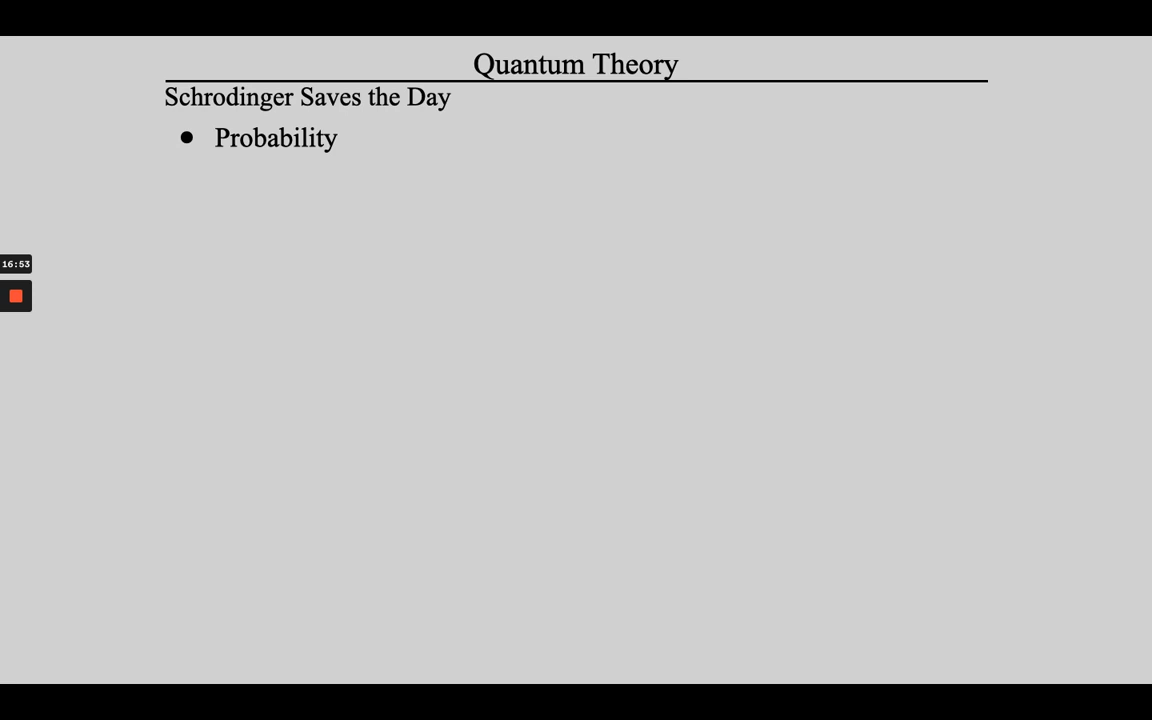 Quantum Theory
Schrodinger Saves the Day
● Probability
16:53